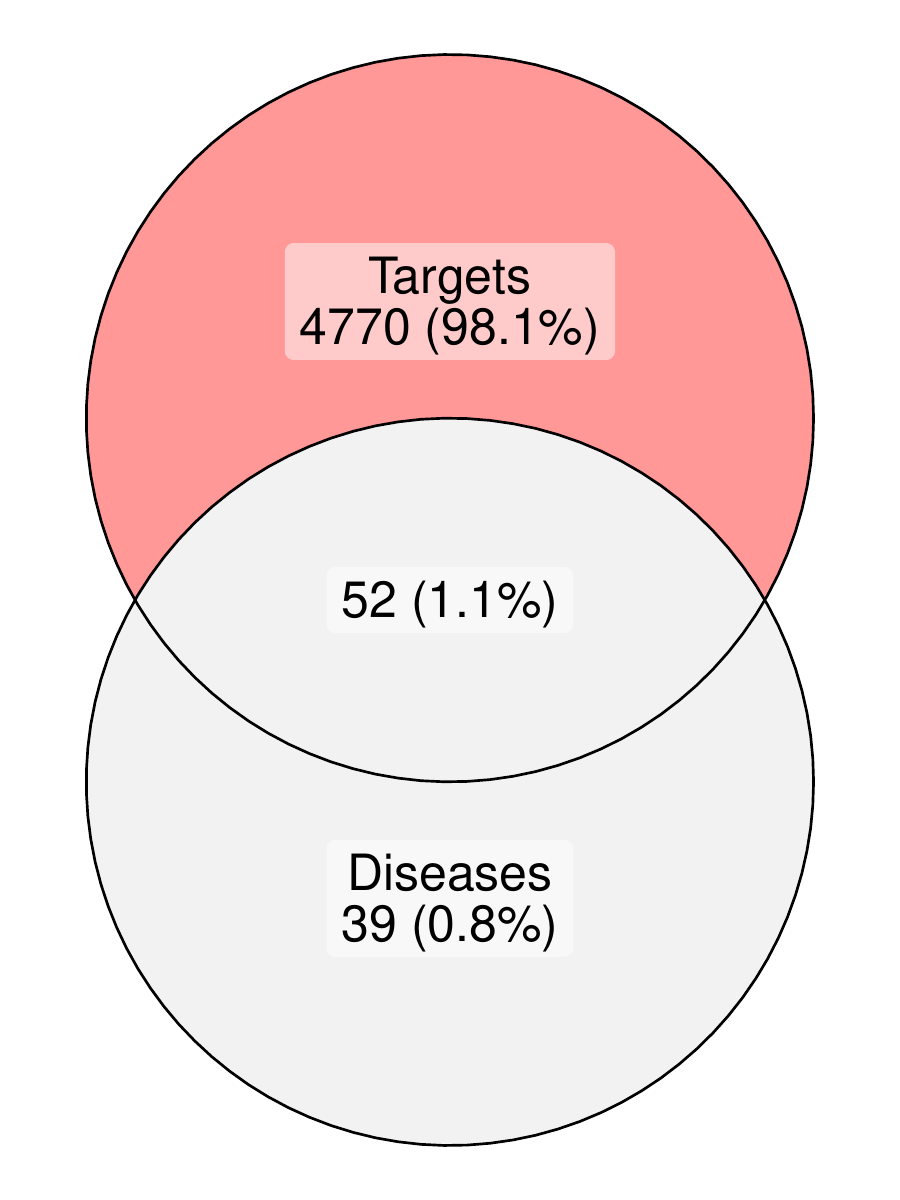 Targets
4770 (98.1%)
52 (1.1%)
Diseases
39 (0.8%)